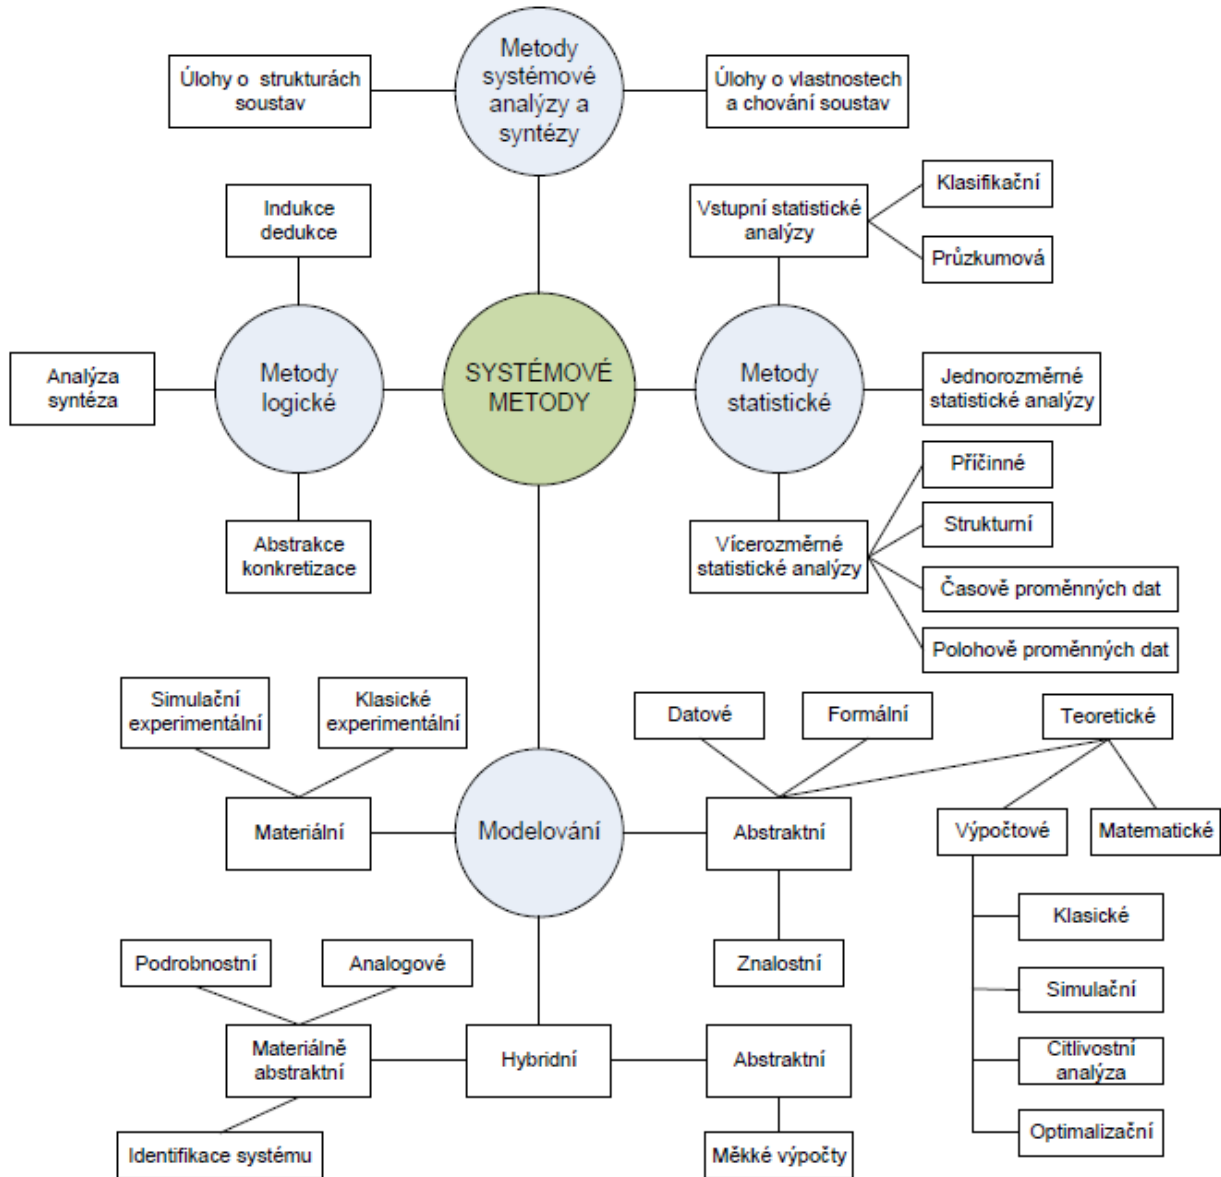 Metody
systémové
analýzy a
syntézy
Úlohy o  strukturách
soustav
Úlohy o vlastnostech
a chování soustav
Indukce
dedukce
Vstupní statistické
analýzy
Klasifikační
Průzkumová
Analýza
syntéza
Metody
logické
SYSTÉMOVÉ
METODY
Metody
statistické
Jednorozměrné
statistické analýzy
Abstrakce
konkretizace
Vícerozměrné
statistické analýzy
Příčinné
Strukturní
Časově proměnných dat
Polohově proměnných dat
Simulační
experimentální
Klasické
experimentální
Datové
Formální
Teoretické
Materiální
Modelování
Abstraktní
Výpočtové
Matematické
Klasické
Simulační
Citlivostní
analýza
Optimalizační
Znalostní
Podrobnostní
Analogové
Materiálně
abstraktní
Hybridní
Abstraktní
Identifikace systému
Měkké výpočty